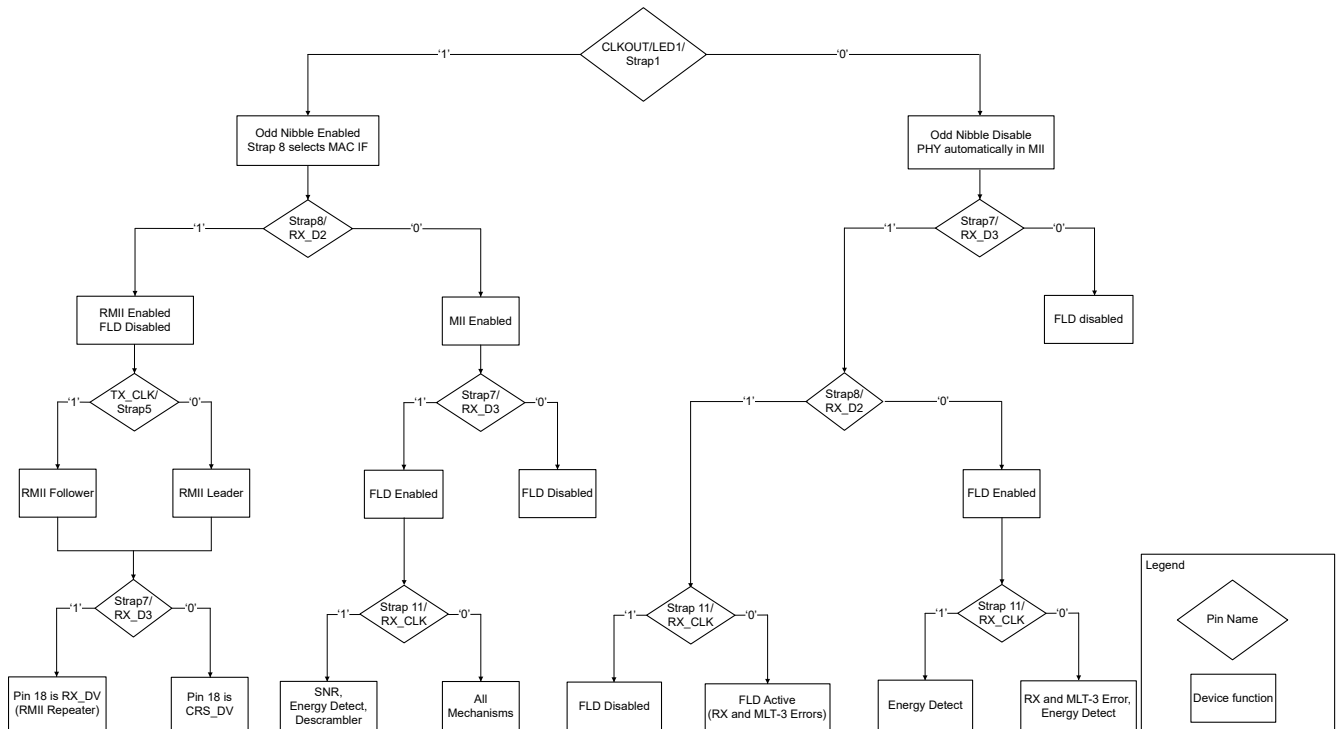 CLKOUT/LED1/
Strap1
‘1’
‘0’
Odd Nibble Enabled
Strap 8 selects MAC IF
Odd Nibble Disable
PHY automatically in MII
Strap8/
RX_D2
‘1’
‘0’
Strap7/
RX_D3
‘1’
‘0’
RMII Enabled
FLD Disabled
MII Enabled
FLD disabled
TX_CLK/
Strap5
‘1’
‘0’
Strap7/
RX_D3
‘1’
‘0’
Strap8/
RX_D2
‘1’
‘0’
RMII Follower
RMII Leader
FLD Enabled
FLD Disabled
FLD Enabled
Strap7/
RX_D3
‘1’
‘0’
Strap 11/
RX_CLK
‘1’
‘0’
Strap 11/
RX_CLK
‘1’
‘0’
Strap 11/
RX_CLK
‘1’
‘0’
Pin 18 is RX_DV
(RMII Repeater)
Pin 18 is
CRS_DV
SNR,
Energy Detect,
Descrambler
All
Mechanisms
FLD Disabled
FLD Active
(RX and MLT-3 Errors)
Energy Detect
RX and MLT-3 Error,
Energy Detect
Legend
Pin Name
Device function